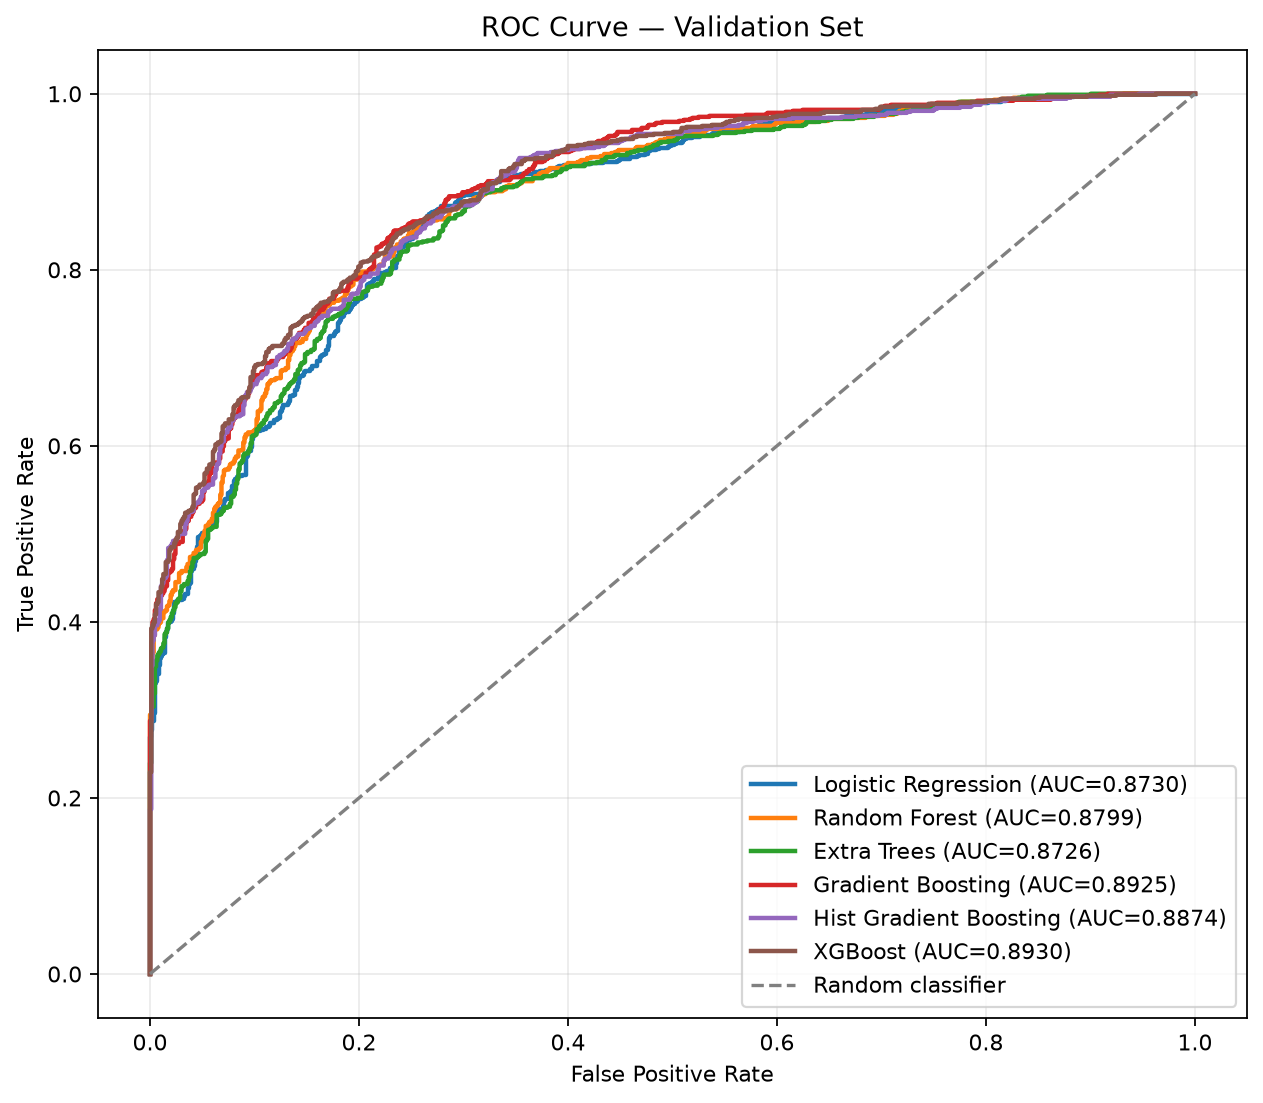 ROC Curve — Validation Set
1.0
0.8
0.6
0.4
0.2
0.0
True Positive Rate
Logistic Regression (AUC=0.8730)
Random Forest (AUC=0.8799)
Extra Trees (AUC=0.8726)
Gradient Boosting (AUC=0.8925)
Hist Gradient Boosting (AUC=0.8874)
XGBoost (AUC=0.8930)
Random classifier
0.0 0.2 0.4 0.6 0.8 1.0
False Positive Rate